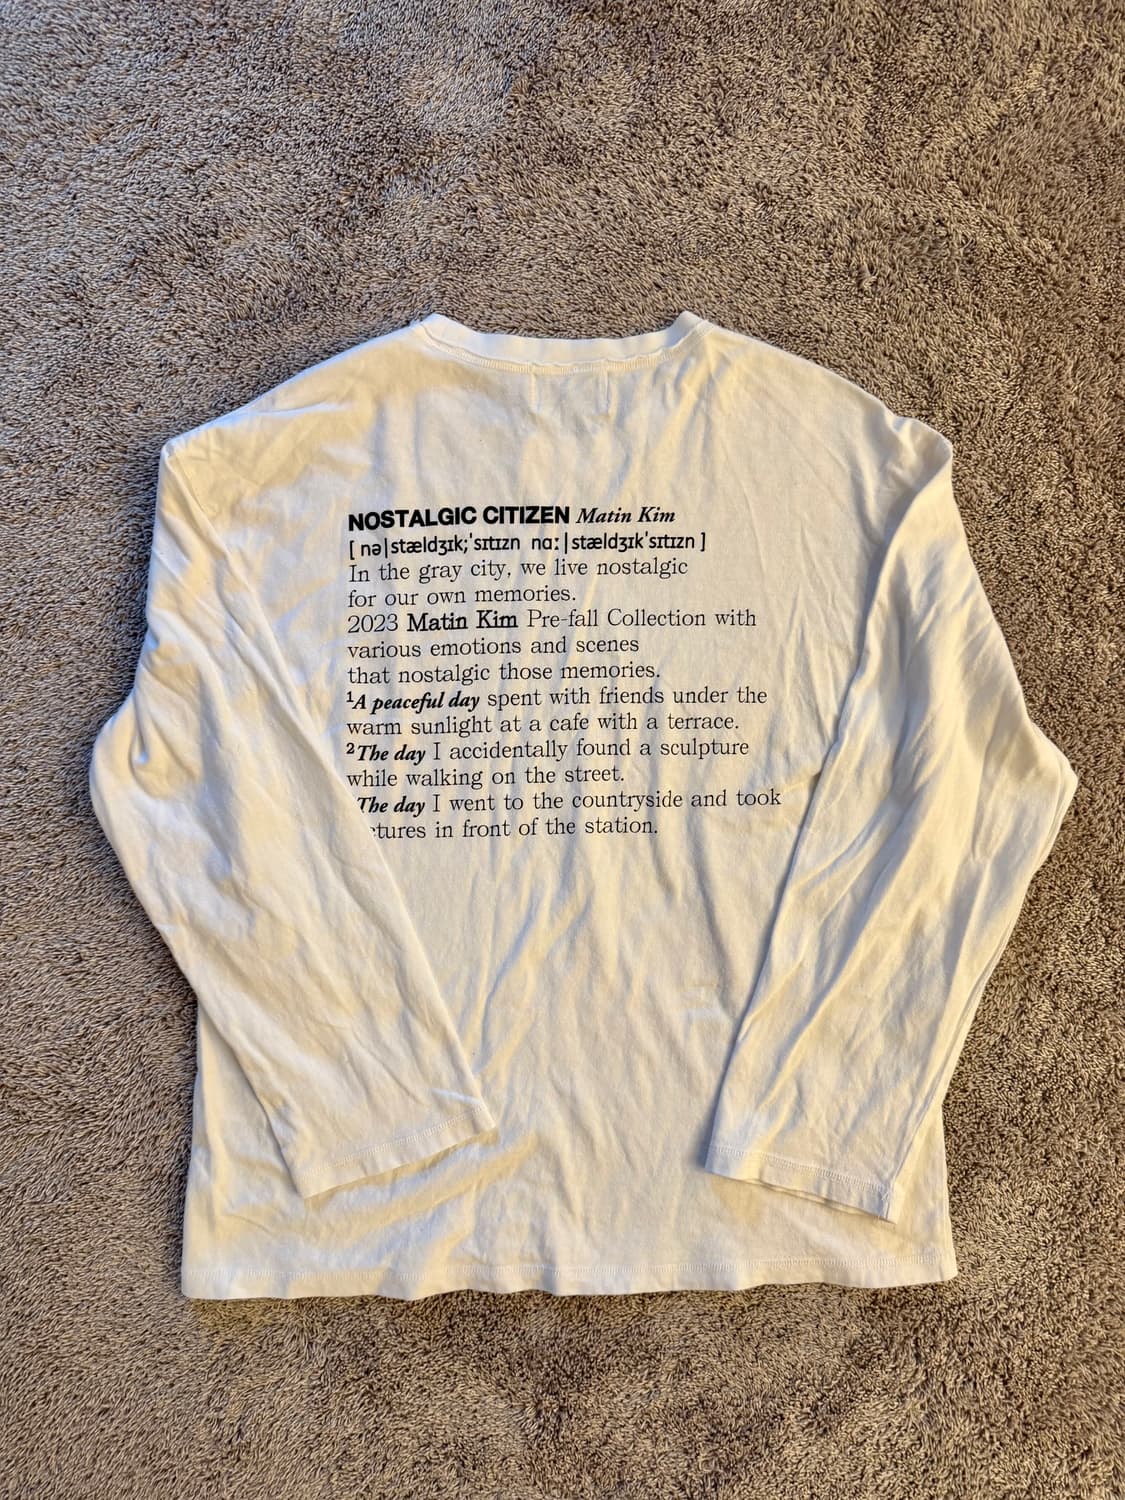 NOSTALGIC CITIZEN Matin Kim
[ nə|stældʒɪk;ˈsɪtɪzn nɑː|stældʒɪkˈsɪtɪzn ]
In the gray city, we live nostalgic
for our own memories.
2023 Matin Kim Pre-fall Collection with
various emotions and scenes
that nostalgic those memories.
¹A peaceful day spent with friends under the
warm sunlight at a cafe with a terrace.
²The day I accidentally found a sculpture
while walking on the street.
The day I went to the countryside and took
in front of the station.